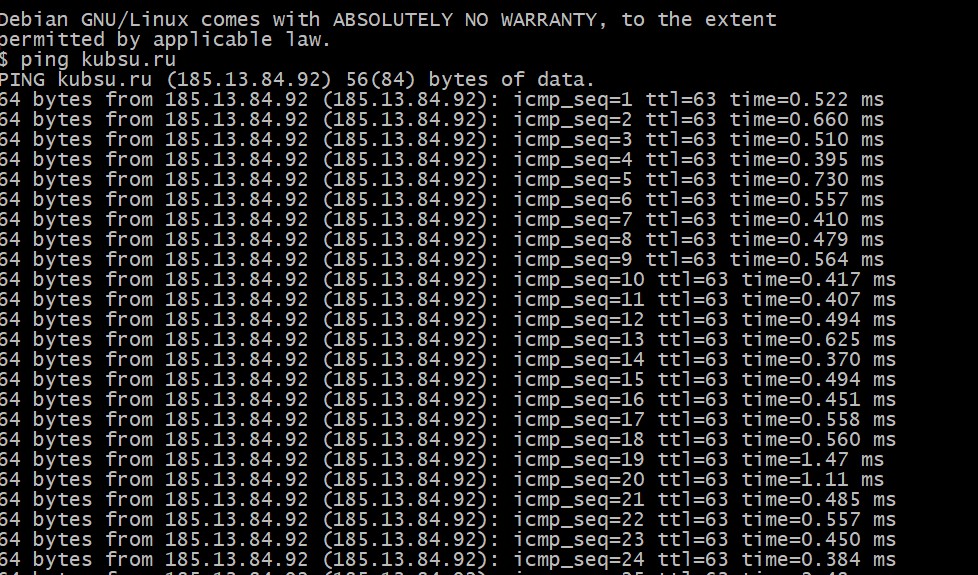 Debian GNU/Linux comes with ABSOLUTELY NO WARRANTY, to the extent
permitted by applicable law.
$ ping kubsu.ru
PING kubsu.ru (185.13.84.92) 56(84) bytes of data.
64 bytes from 185.13.84.92 (185.13.84.92): icmp_seq=1 ttl=63 time=0.522 ms
64 bytes from 185.13.84.92 (185.13.84.92): icmp_seq=2 ttl=63 time=0.660 ms
64 bytes from 185.13.84.92 (185.13.84.92): icmp_seq=3 ttl=63 time=0.510 ms
64 bytes from 185.13.84.92 (185.13.84.92): icmp_seq=4 ttl=63 time=0.395 ms
64 bytes from 185.13.84.92 (185.13.84.92): icmp_seq=5 ttl=63 time=0.730 ms
64 bytes from 185.13.84.92 (185.13.84.92): icmp_seq=6 ttl=63 time=0.557 ms
64 bytes from 185.13.84.92 (185.13.84.92): icmp_seq=7 ttl=63 time=0.410 ms
64 bytes from 185.13.84.92 (185.13.84.92): icmp_seq=8 ttl=63 time=0.479 ms
64 bytes from 185.13.84.92 (185.13.84.92): icmp_seq=9 ttl=63 time=0.564 ms
64 bytes from 185.13.84.92 (185.13.84.92): icmp_seq=10 ttl=63 time=0.417 ms
64 bytes from 185.13.84.92 (185.13.84.92): icmp_seq=11 ttl=63 time=0.407 ms
64 bytes from 185.13.84.92 (185.13.84.92): icmp_seq=12 ttl=63 time=0.494 ms
64 bytes from 185.13.84.92 (185.13.84.92): icmp_seq=13 ttl=63 time=0.625 ms
64 bytes from 185.13.84.92 (185.13.84.92): icmp_seq=14 ttl=63 time=0.370 ms
64 bytes from 185.13.84.92 (185.13.84.92): icmp_seq=15 ttl=63 time=0.494 ms
64 bytes from 185.13.84.92 (185.13.84.92): icmp_seq=16 ttl=63 time=0.451 ms
64 bytes from 185.13.84.92 (185.13.84.92): icmp_seq=17 ttl=63 time=0.558 ms
64 bytes from 185.13.84.92 (185.13.84.92): icmp_seq=18 ttl=63 time=0.560 ms
64 bytes from 185.13.84.92 (185.13.84.92): icmp_seq=19 ttl=63 time=1.47 ms
64 bytes from 185.13.84.92 (185.13.84.92): icmp_seq=20 ttl=63 time=1.11 ms
64 bytes from 185.13.84.92 (185.13.84.92): icmp_seq=21 ttl=63 time=0.485 ms
64 bytes from 185.13.84.92 (185.13.84.92): icmp_seq=22 ttl=63 time=0.557 ms
64 bytes from 185.13.84.92 (185.13.84.92): icmp_seq=23 ttl=63 time=0.450 ms
64 bytes from 185.13.84.92 (185.13.84.92): icmp_seq=24 ttl=63 time=0.384 ms